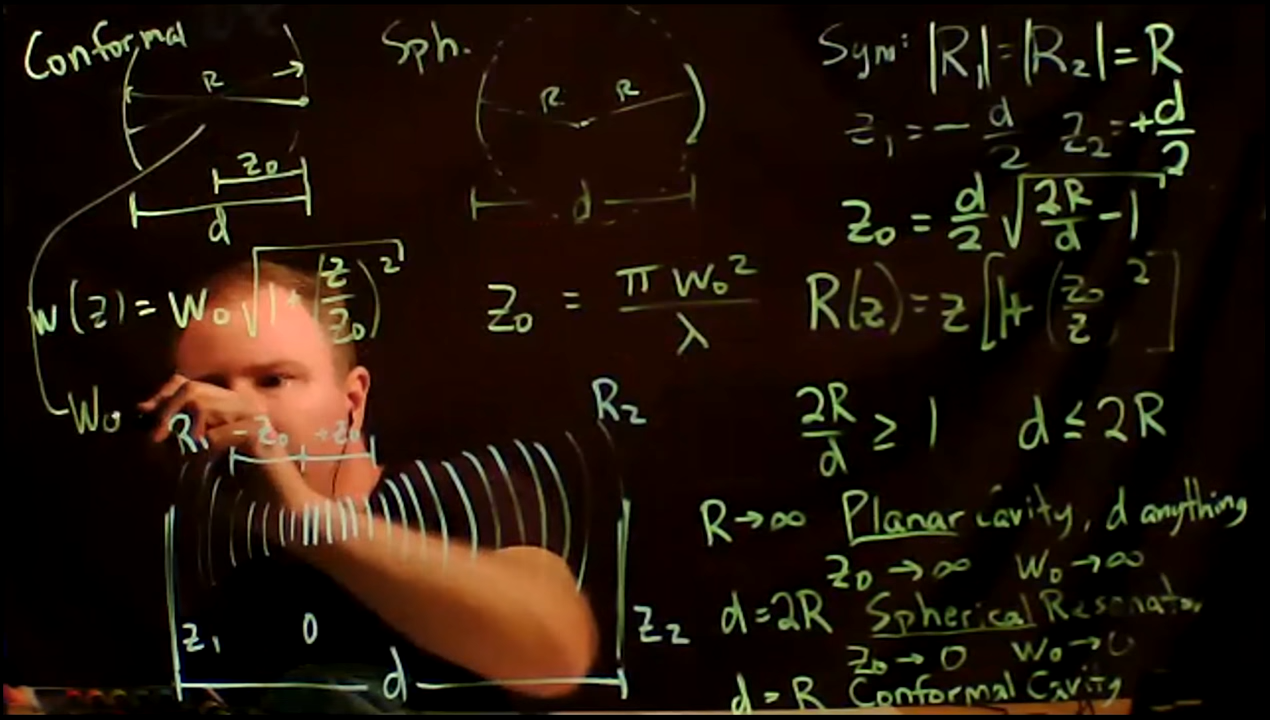 Conformal
R
z₀
d
Sph.
R R
d
Sym: |R₁|=|R₂|=R
z₁=-d/2 z₂=+d/2
z₀ = d/2 √(2R/d - 1)
w(z) = w₀ √(1+(z/z₀)²)
z₀ = πw₀²/λ
R(z) = z[1+(z₀/z)²]
w₀
R₁ -z₀ +z₀ R₂
2R/d ≥ 1 d ≤ 2R
R→∞ Planar cavity, d anything
z₀→∞ w₀→∞
d=2R Spherical Resonator
z₀→0 w₀→0
d=R Conformal Cavity
z₁ 0 z₂
d